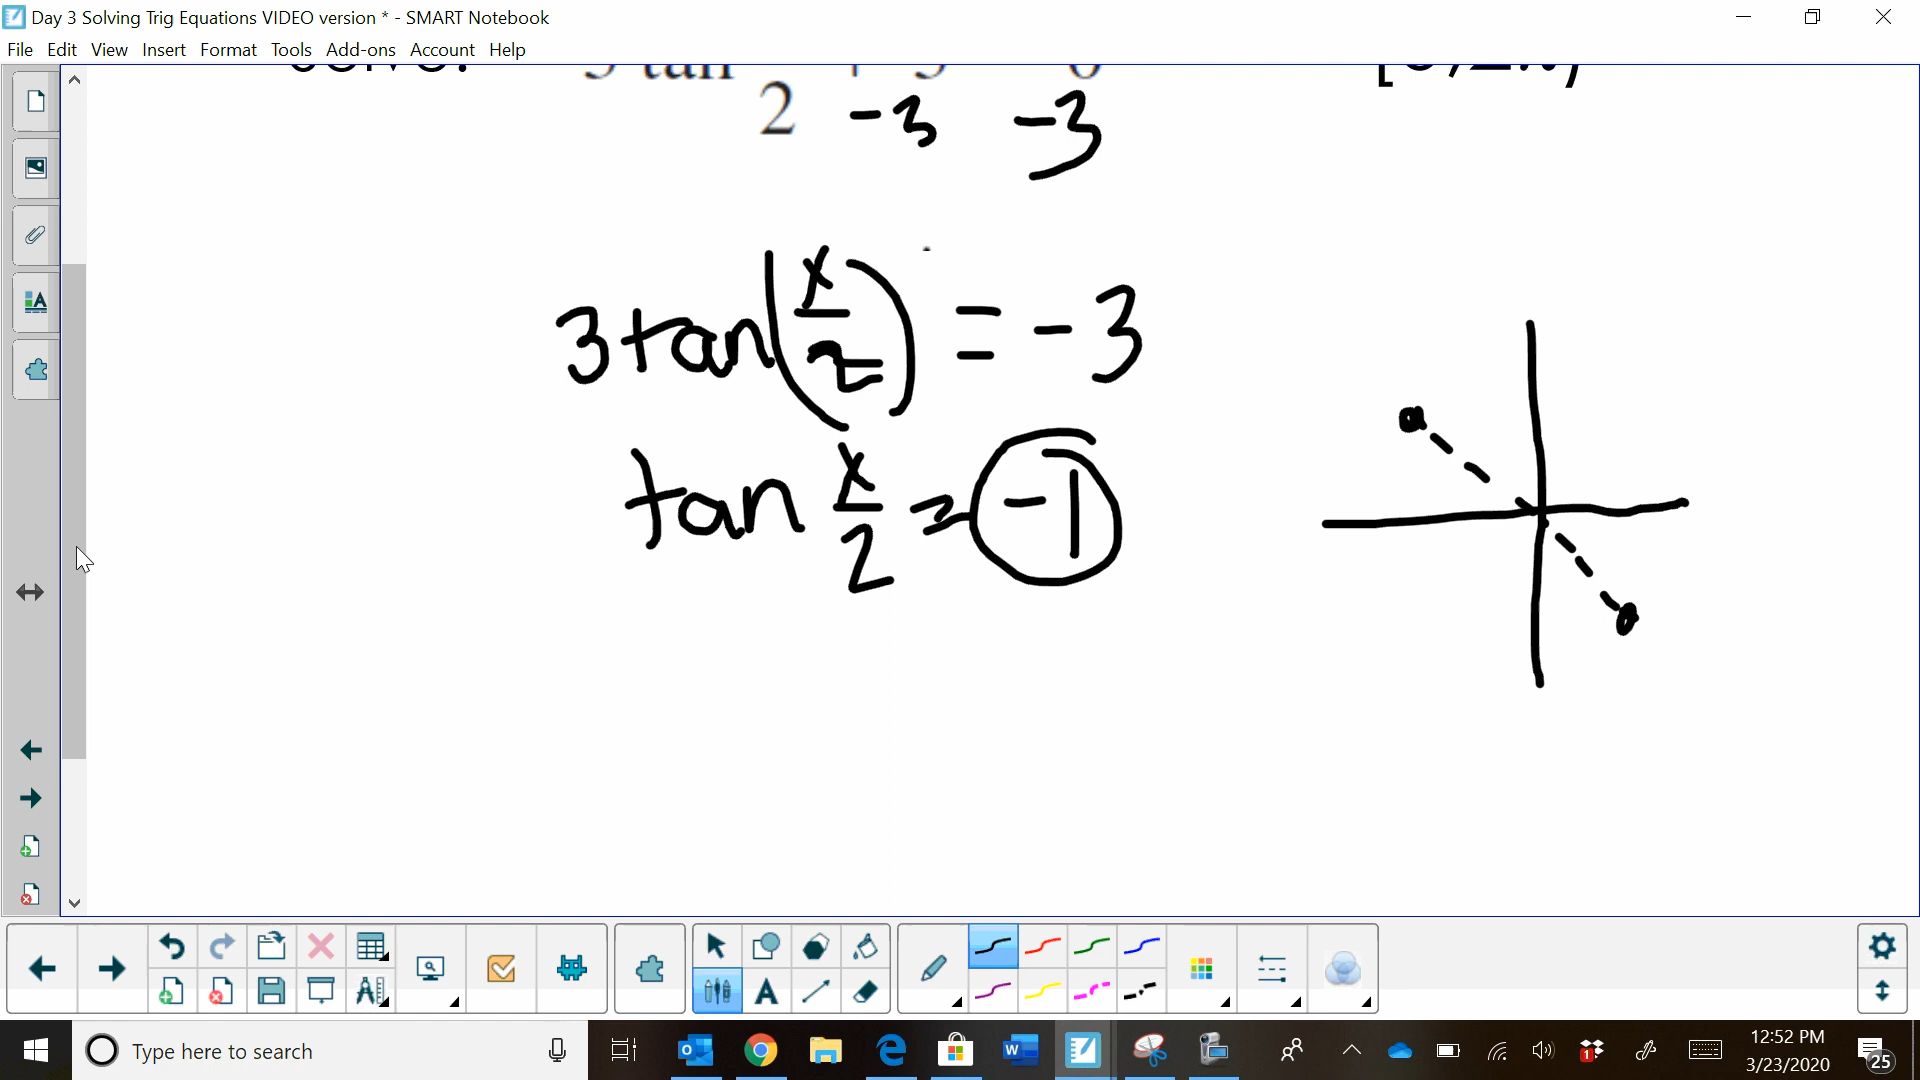 Day 3 Solving Trig Equations VIDEO version * - SMART Notebook
File Edit View Insert Format Tools Add-ons Account Help
2 -3 -3
3tan(x/2) = -3
tan x/2 = -1
Type here to search
12:52 PM
3/23/2020
1
25